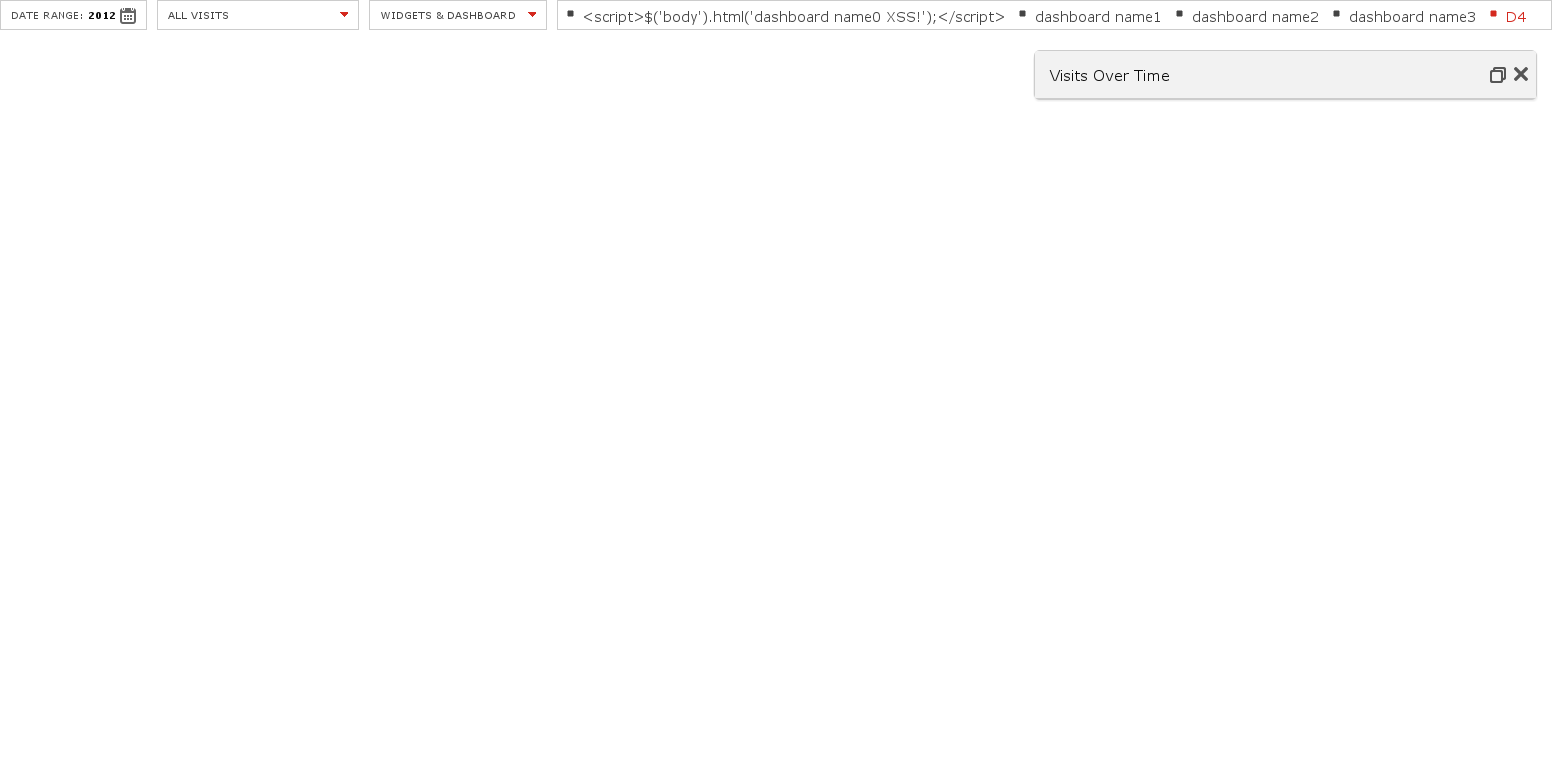 DATE RANGE: 2012
ALL VISITS
WIDGETS & DASHBOARD
<script>$('body').html('dashboard name0 XSS!');</script>
dashboard name1
dashboard name2
dashboard name3
D4
Visits Over Time